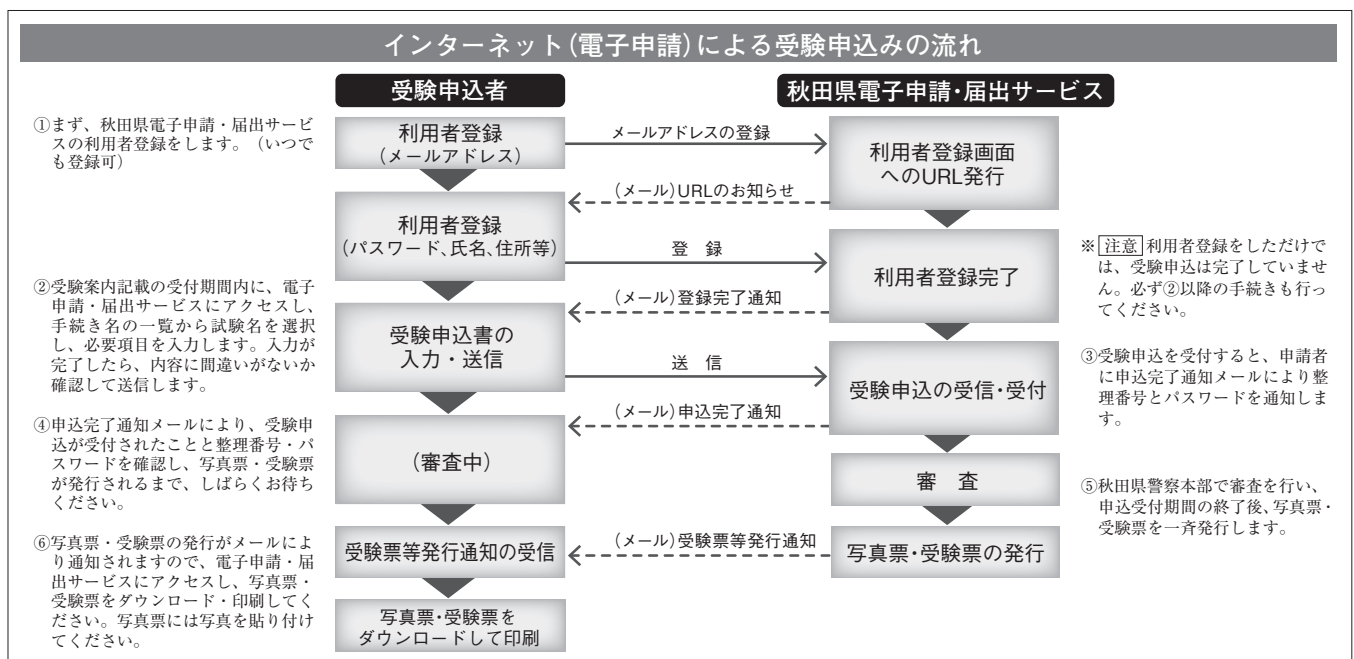 インターネット(電子申請)による受験申込みの流れ
受験申込者
秋田県電子申請・届出サービス
①まず、秋田県電子申請・届出サービ
スの利用者登録をします。(いつで
も登録可)
利用者登録
(メールアドレス)
メールアドレスの登録
利用者登録画面
へのURL発行
(メール)URLのお知らせ
利用者登録
(パスワード、氏名、住所等)
登 録
利用者登録完了
※注意 利用者登録をしただけで
は、受験申込は完了していませ
ん。必ず②以降の手続きも行っ
てください。
(メール)登録完了通知
②受験案内記載の受付期間内に、電子
申請・届出サービスにアクセスし、
手続き名の一覧から試験名を選択
し、必要項目を入力します。入力が
完了したら、内容に間違いがないか
確認して送信します。
受験申込書の
入力・送信
送 信
受験申込の受信・受付
③受験申込を受付すると、申請者
に申込完了通知メールにより整
理番号とパスワードを通知しま
す。
(メール)申込完了通知
④申込完了通知メールにより、受験申
込が受付されたことと整理番号・パ
スワードを確認し、写真票・受験票
が発行されるまで、しばらくお待ち
ください。
(審査中)
審 査
⑤秋田県警察本部で審査を行い、
申込受付期間の終了後、写真票・
受験票を一斉発行します。
⑥写真票・受験票の発行がメールによ
り通知されますので、電子申請・届
出サービスにアクセスし、写真票・
受験票をダウンロード・印刷してく
ださい。写真票には写真を貼り付け
てください。
受験票等発行通知の受信
(メール)受験票等発行通知
写真票・受験票の発行
写真票・受験票を
ダウンロードして印刷